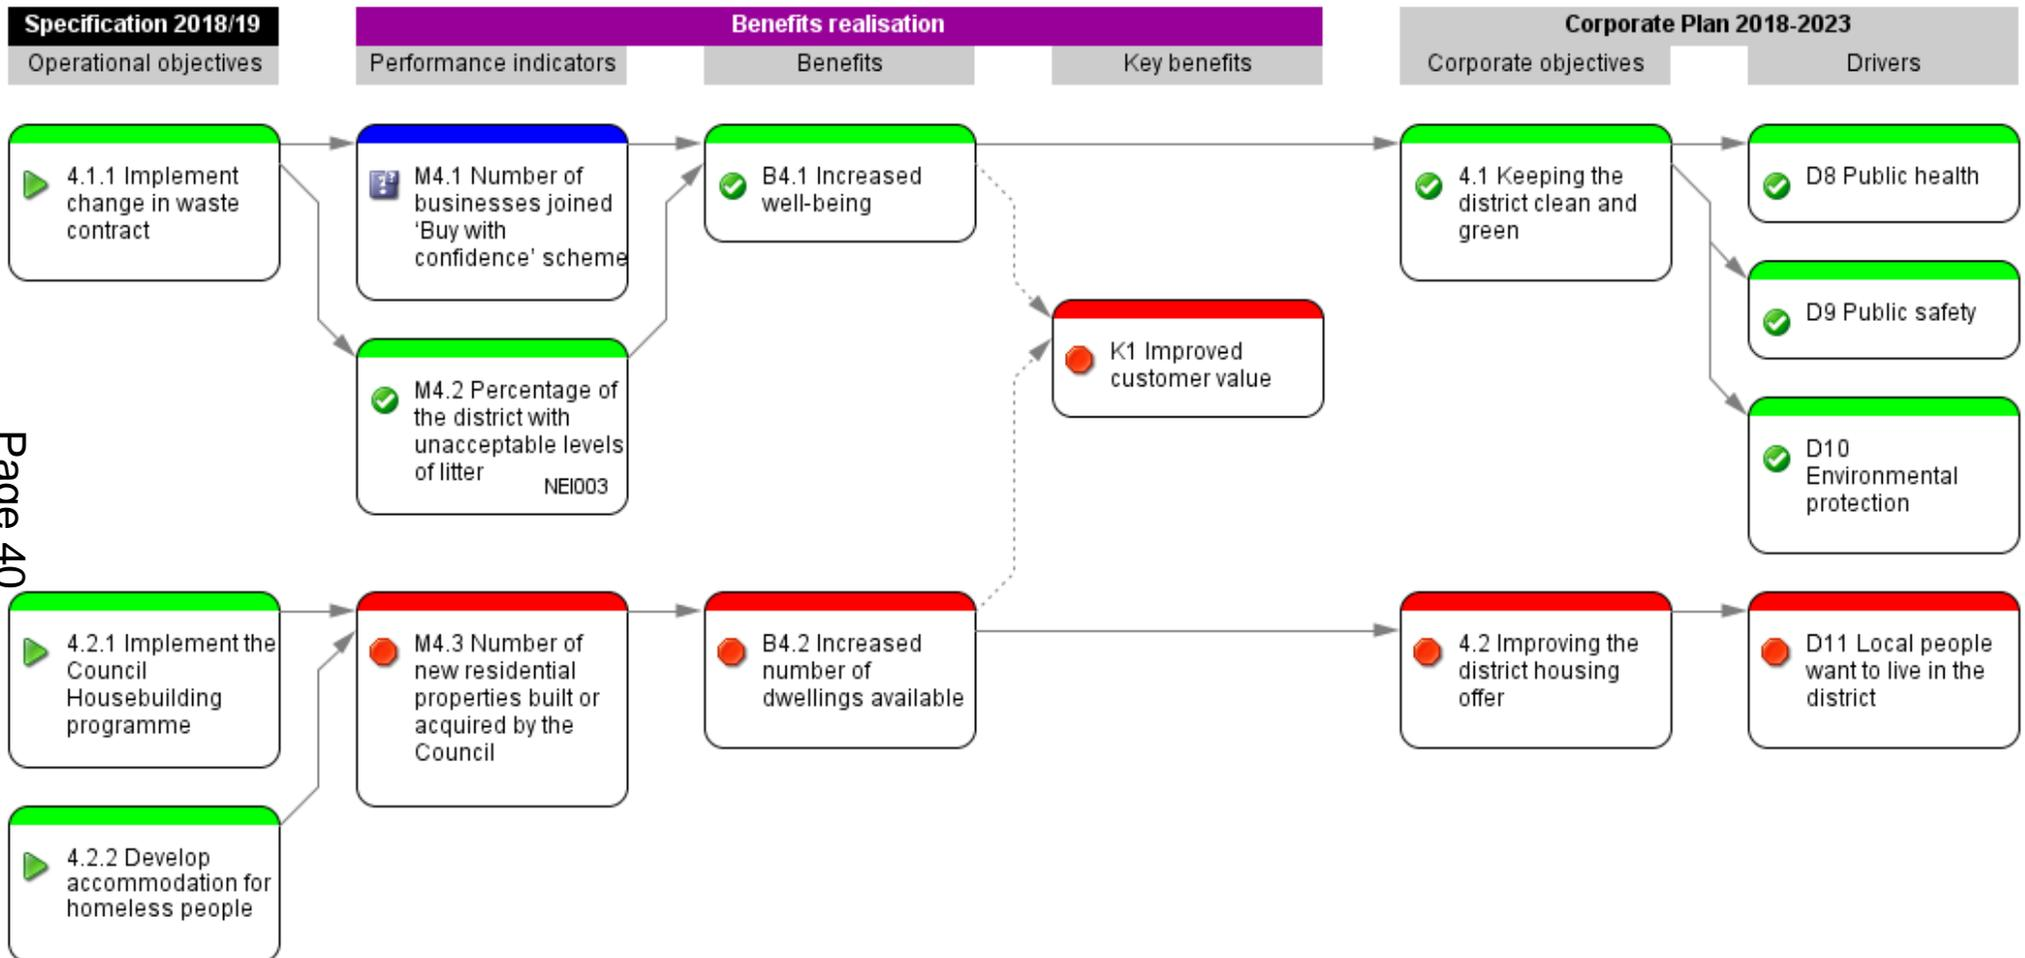 Specification 2018/19
Benefits realisation
Corporate Plan 2018-2023
Operational objectives
Performance indicators
Benefits
Key benefits
Corporate objectives
Drivers
4.1.1 Implement
change in waste
contract
M4.1 Number of
businesses joined
‘Buy with
confidence’ scheme
B4.1 Increased
well-being
4.1 Keeping the
district clean and
green
D8 Public health
D9 Public safety
K1 Improved
customer value
M4.2 Percentage of
the district with
unacceptable levels
of litter
NEI003
D10
Environmental
protection
Page 40
4.2.1 Implement the
Council
Housebuilding
programme
M4.3 Number of
new residential
properties built or
acquired by the
Council
B4.2 Increased
number of
dwellings available
4.2 Improving the
district housing
offer
D11 Local people
want to live in the
district
4.2.2 Develop
accommodation for
homeless people